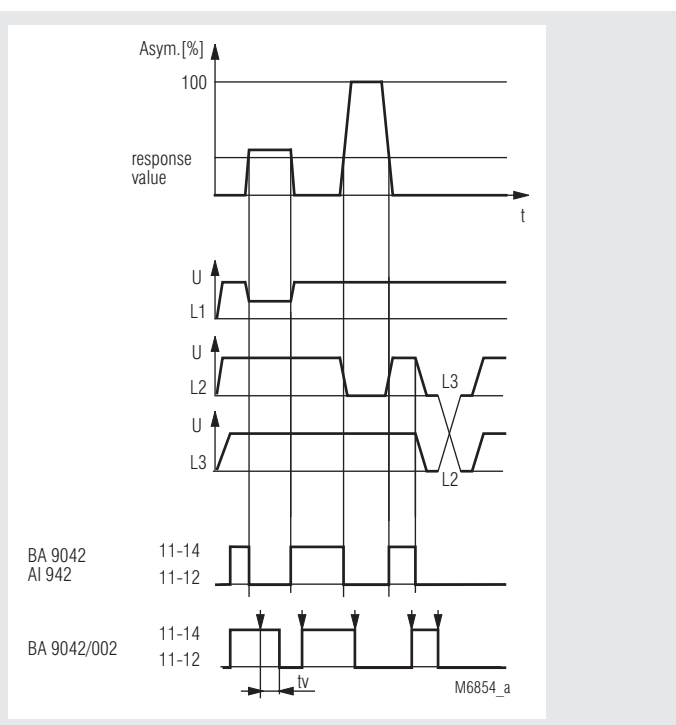 Asym.[%]
100
response
value
t
U
L1
U
L2
L3
U
L3
L2
BA 9042
AI 942
11-14
11-12
BA 9042/002
11-14
11-12
tv
M6854_a